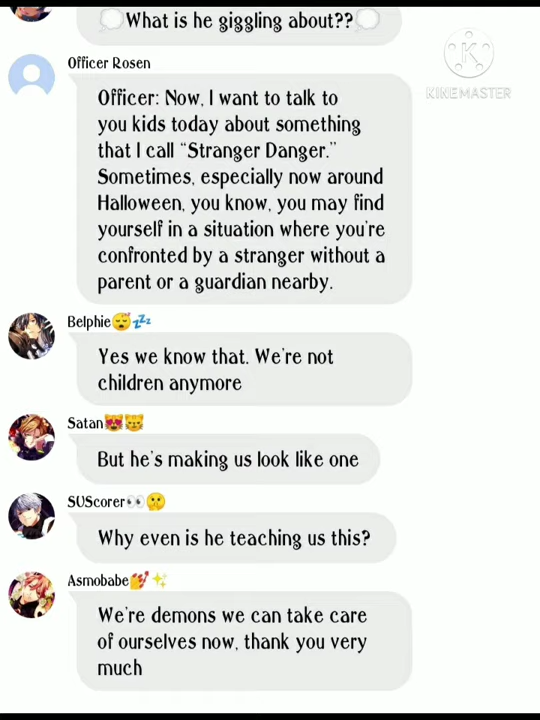 💭What is he giggling about??💭
KINEMASTER
Officer Rosen
Officer: Now, I want to talk to
you kids today about something
that I call “Stranger Danger.”
Sometimes, especially now around
Halloween, you know, you may find
yourself in a situation where you're
confronted by a stranger without a
parent or a guardian nearby.
Belphie😴💤
Yes we know that. We're not
children anymore
Satan😻😼
But he's making us look like one
SUScorer👀🤫
Why even is he teaching us this?
Asmobabe💅✨
We're demons we can take care
of ourselves now, thank you very
much